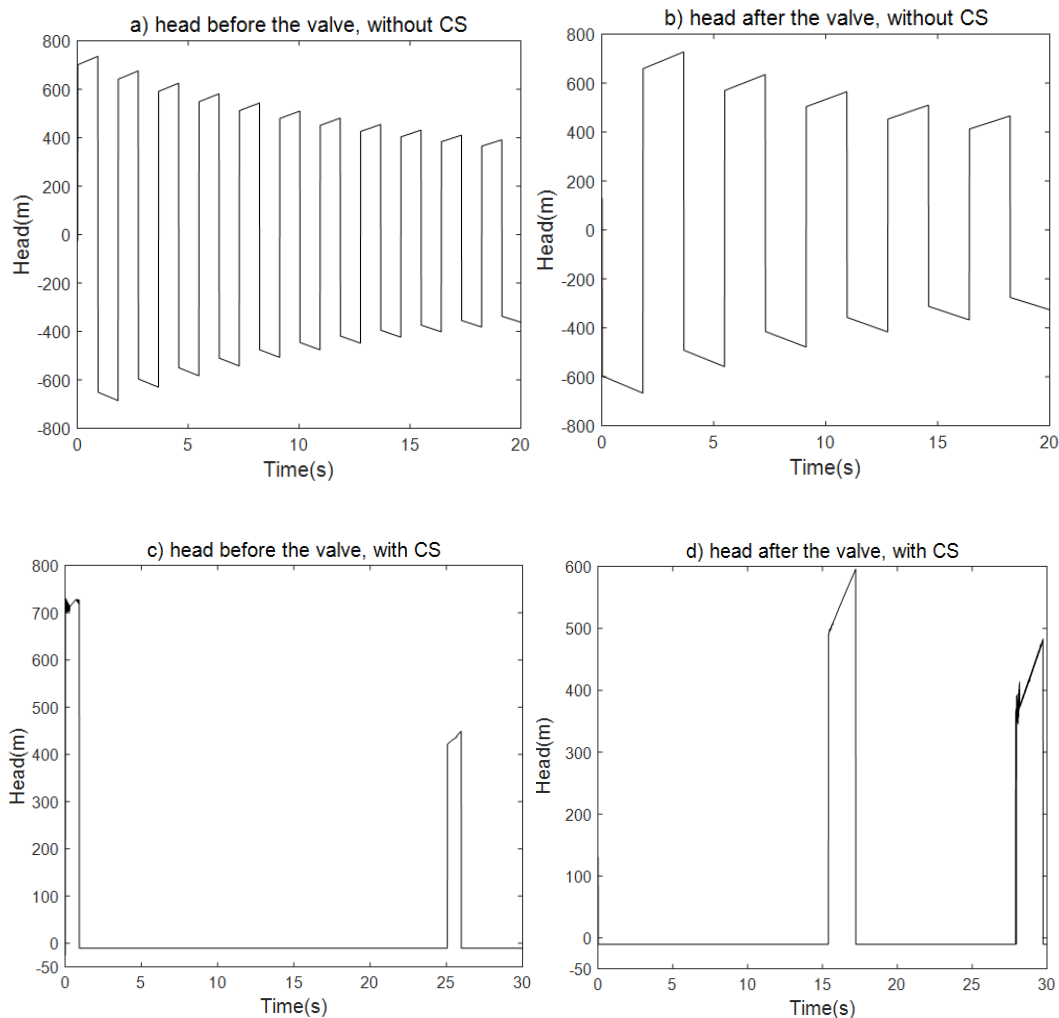 a) head before the valve, without CS
800
600
400
200
0
-200
-400
-600
-800
Head(m)
0 5 10 15 20
Time(s)
b) head after the valve, without CS
800
600
400
200
0
-200
-400
-600
-800
Head(m)
0 5 10 15 20
Time(s)
c) head before the valve, with CS
800
700
600
500
400
300
200
100
0
-50
Head(m)
0 5 10 15 20 25 30
Time(s)
d) head after the valve, with CS
600
500
400
300
200
100
0
-50
Head(m)
0 5 10 15 20 25 30
Time(s)